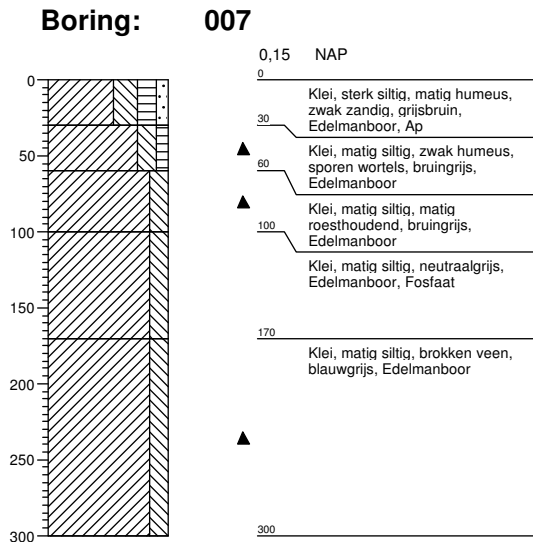 Boring: 007
0,15 NAP
0
0
Klei, sterk siltig, matig humeus,
zwak zandig, grijsbruin,
Edelmanboor, Ap
30
Klei, matig siltig, zwak humeus,
sporen wortels, bruingrijs,
Edelmanboor
50
60
Klei, matig siltig, matig
roesthoudend, bruingrijs,
Edelmanboor
100
100
Klei, matig siltig, neutraalgrijs,
Edelmanboor, Fosfaat
150
170
Klei, matig siltig, brokken veen,
blauwgrijs, Edelmanboor
200
250
300
300